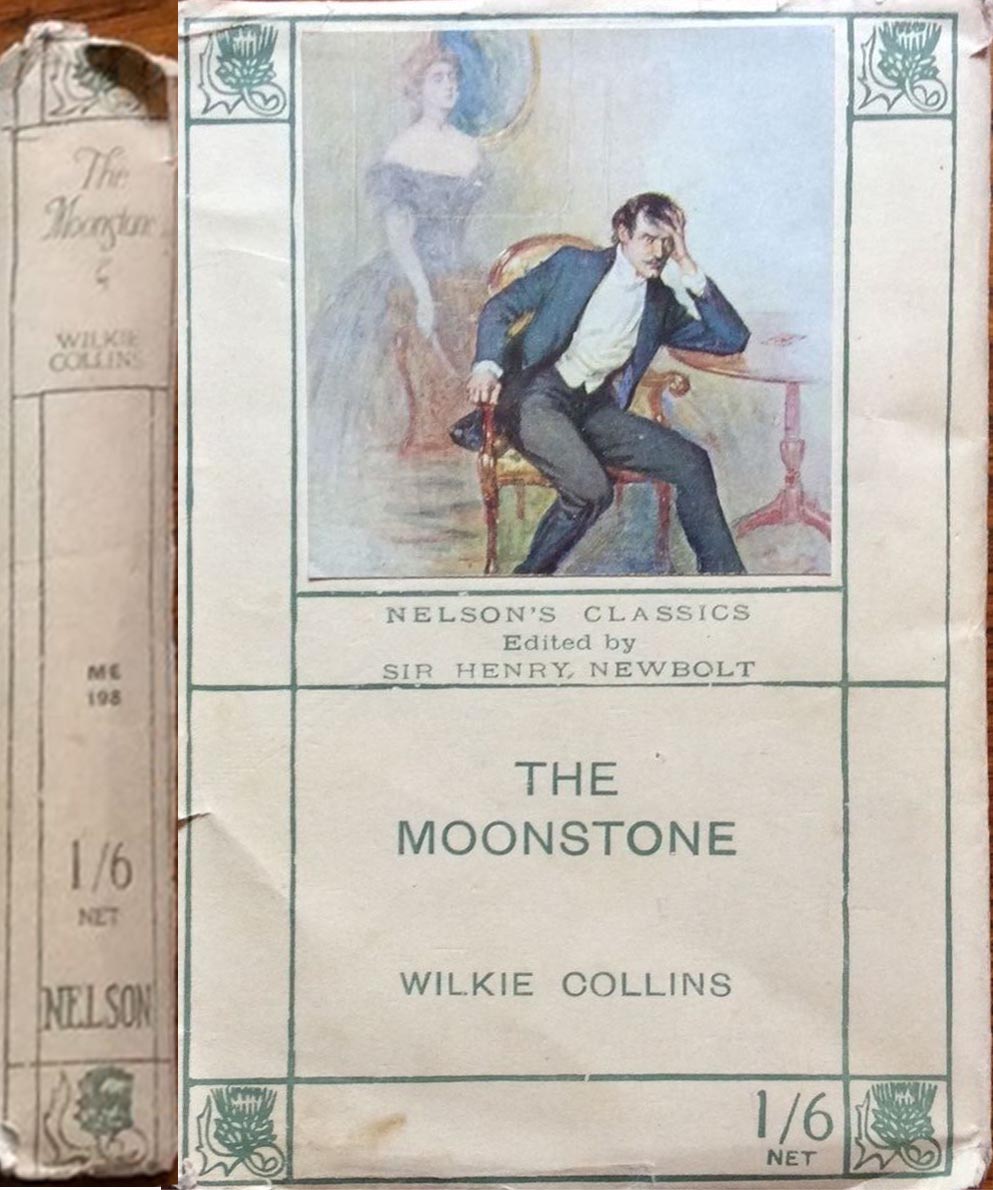 The
Moonstone
WILKIE
COLLINS
ME
198
1/6
NET
NELSON
NELSON'S CLASSICS
Edited by
SIR HENRY NEWBOLT
THE
MOONSTONE
WILKIE COLLINS
1/6
NET